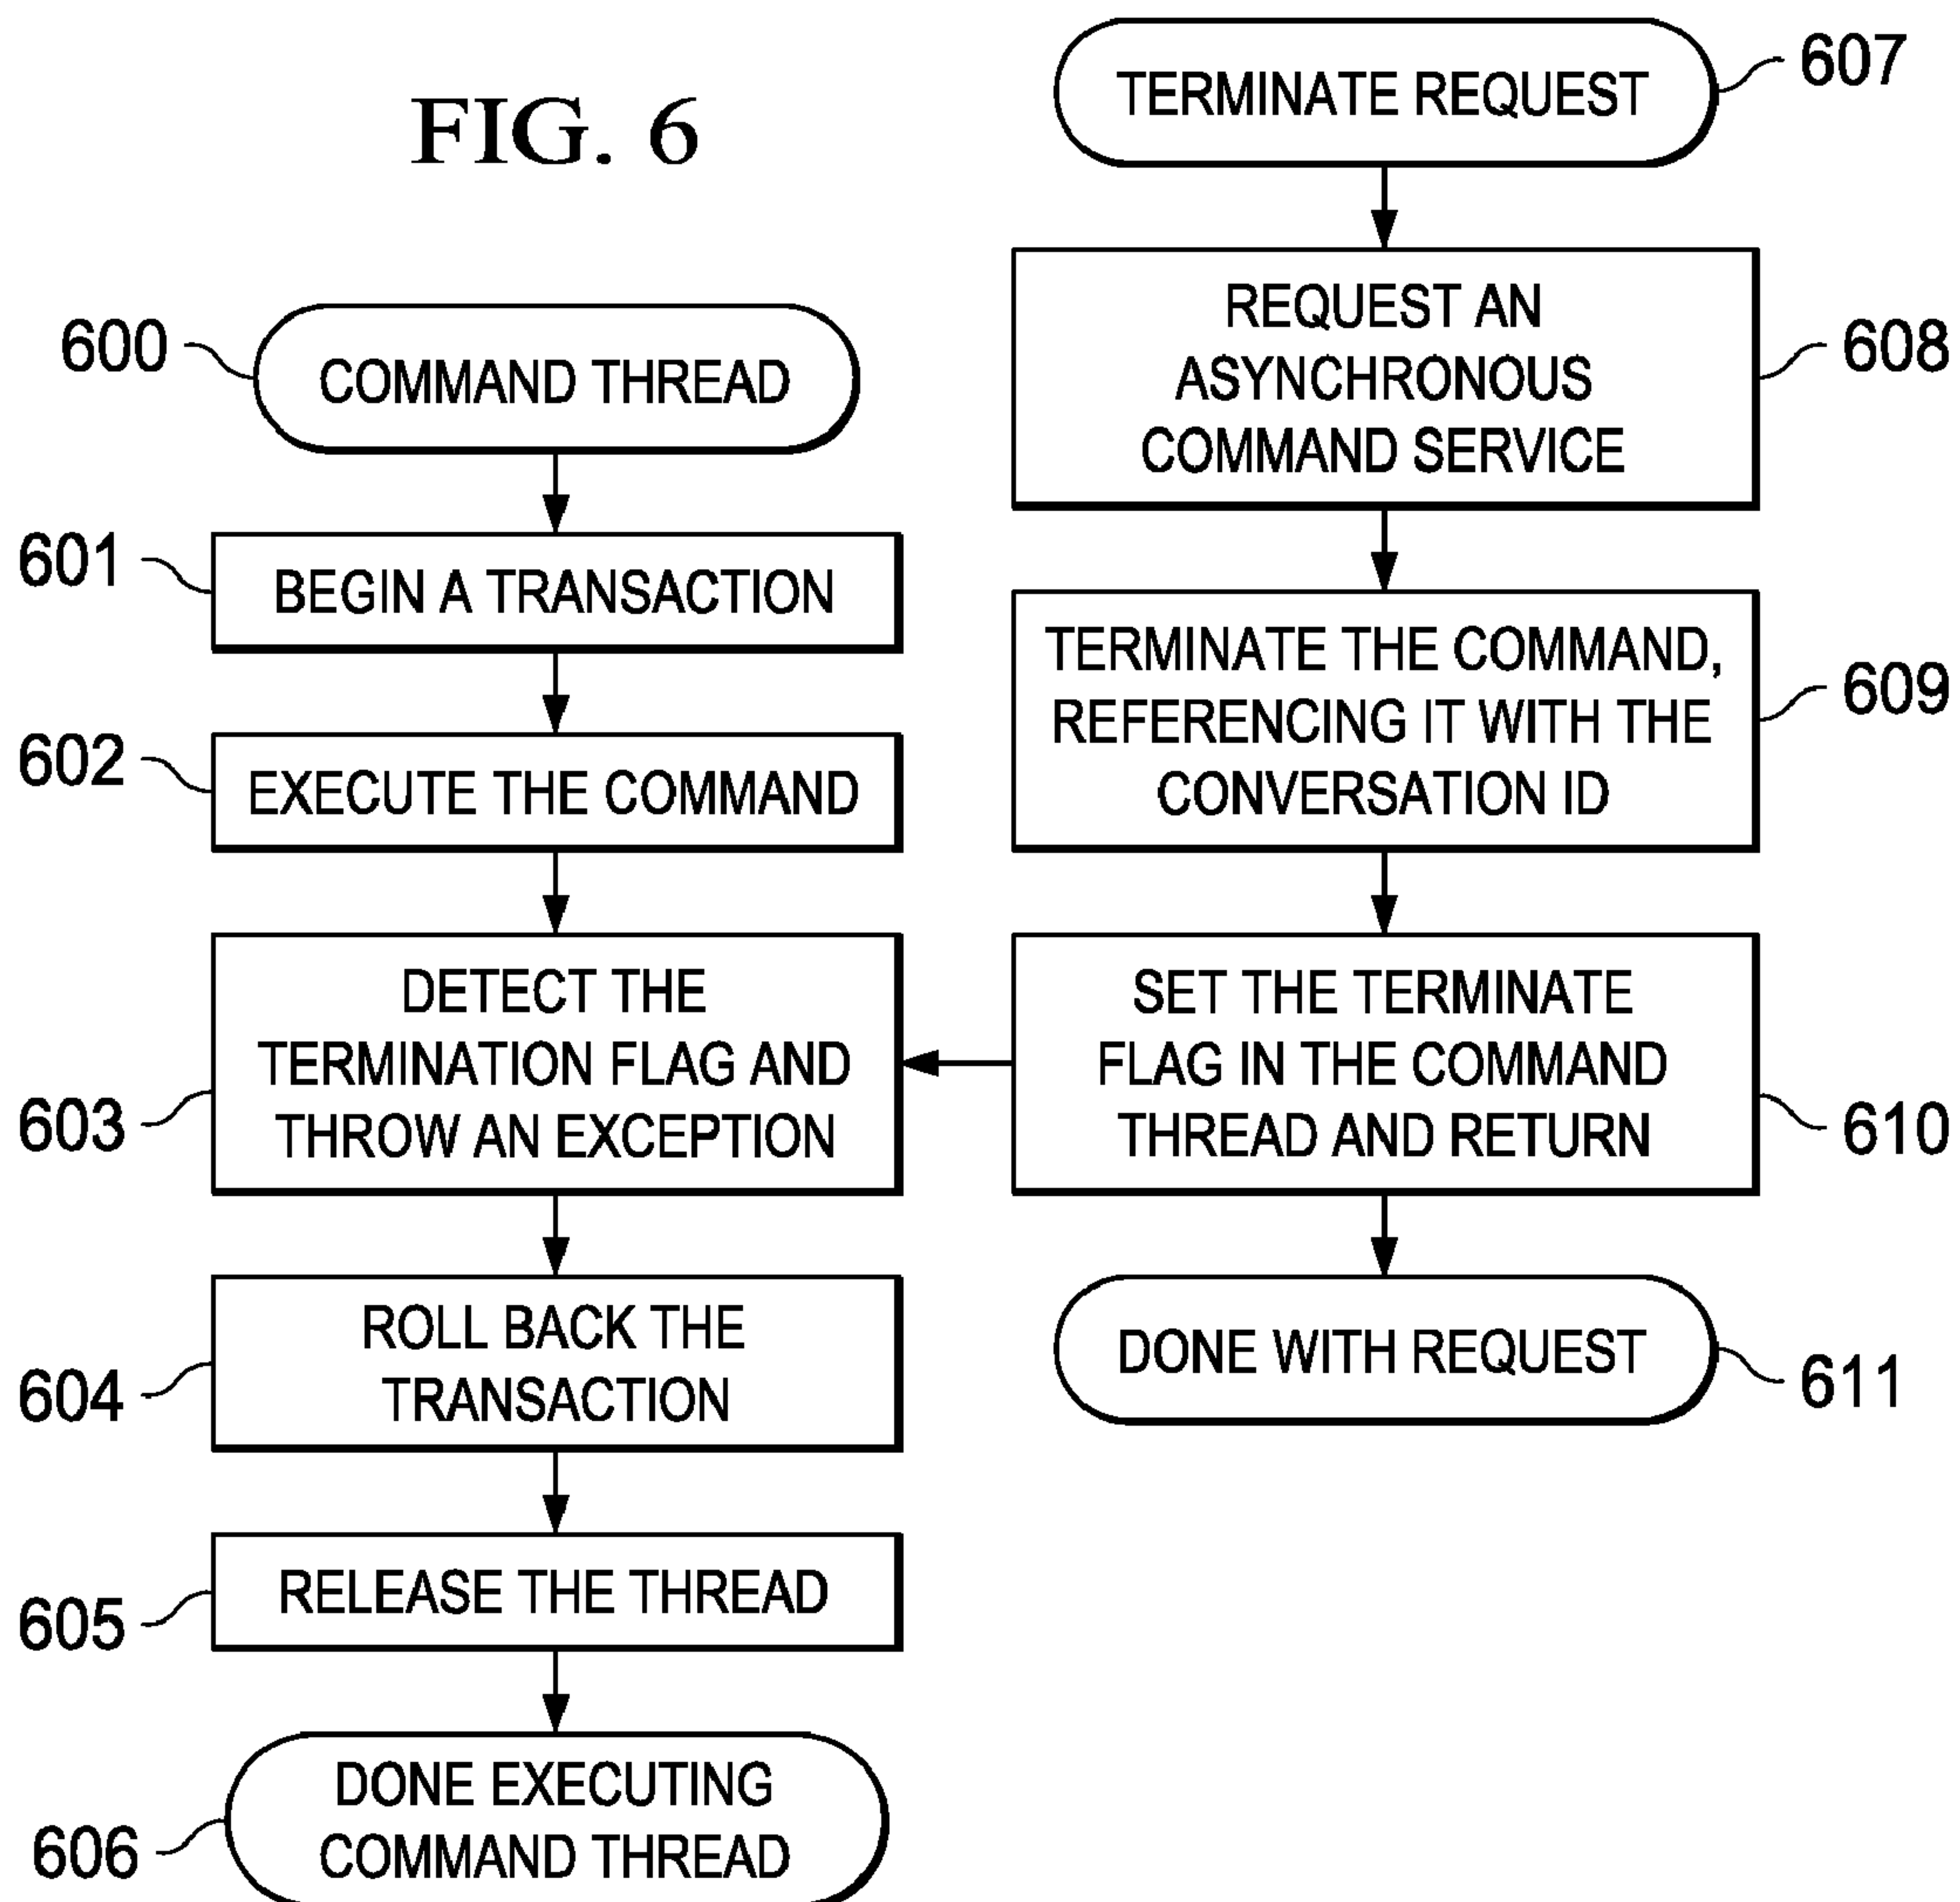 FIG. 6
600
COMMAND THREAD
601
BEGIN A TRANSACTION
602
EXECUTE THE COMMAND
603
DETECT THE
TERMINATION FLAG AND
THROW AN EXCEPTION
604
ROLL BACK THE
TRANSACTION
605
RELEASE THE THREAD
606
DONE EXECUTING
COMMAND THREAD
607
TERMINATE REQUEST
608
REQUEST AN
ASYNCHRONOUS
COMMAND SERVICE
609
TERMINATE THE COMMAND,
REFERENCING IT WITH THE
CONVERSATION ID
610
SET THE TERMINATE
FLAG IN THE COMMAND
THREAD AND RETURN
611
DONE WITH REQUEST